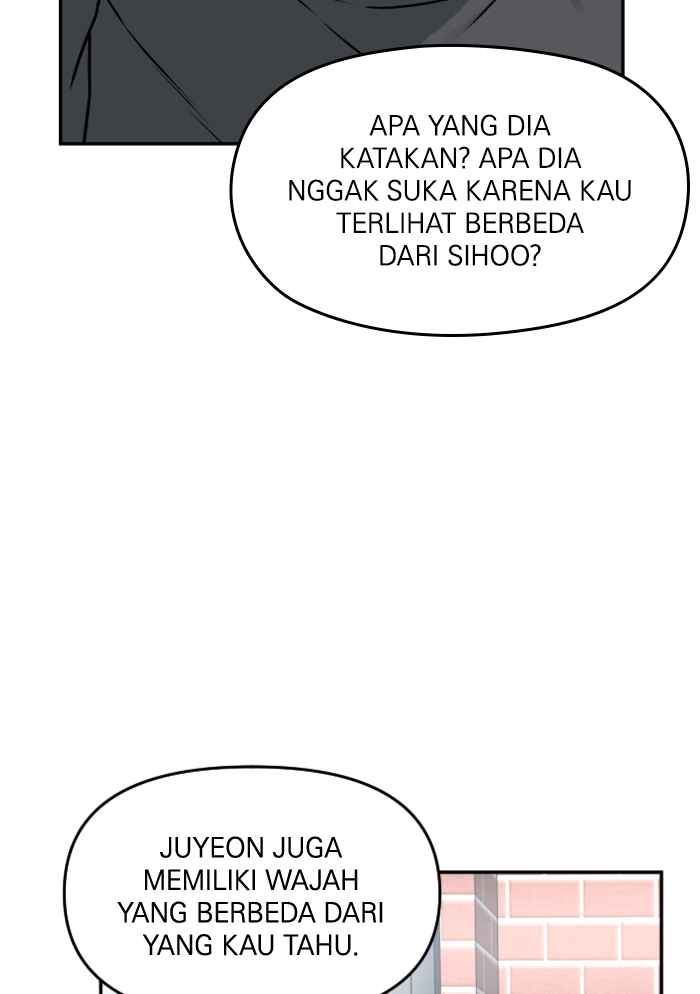 APA YANG DIA
KATAKAN? APA DIA
NGGAK SUKA KARENA KAU
TERLIHAT BERBEDA
DARI SIHOO?
JUYEON JUGA
MEMILIKI WAJAH
YANG BERBEDA DARI
YANG KAU TAHU.